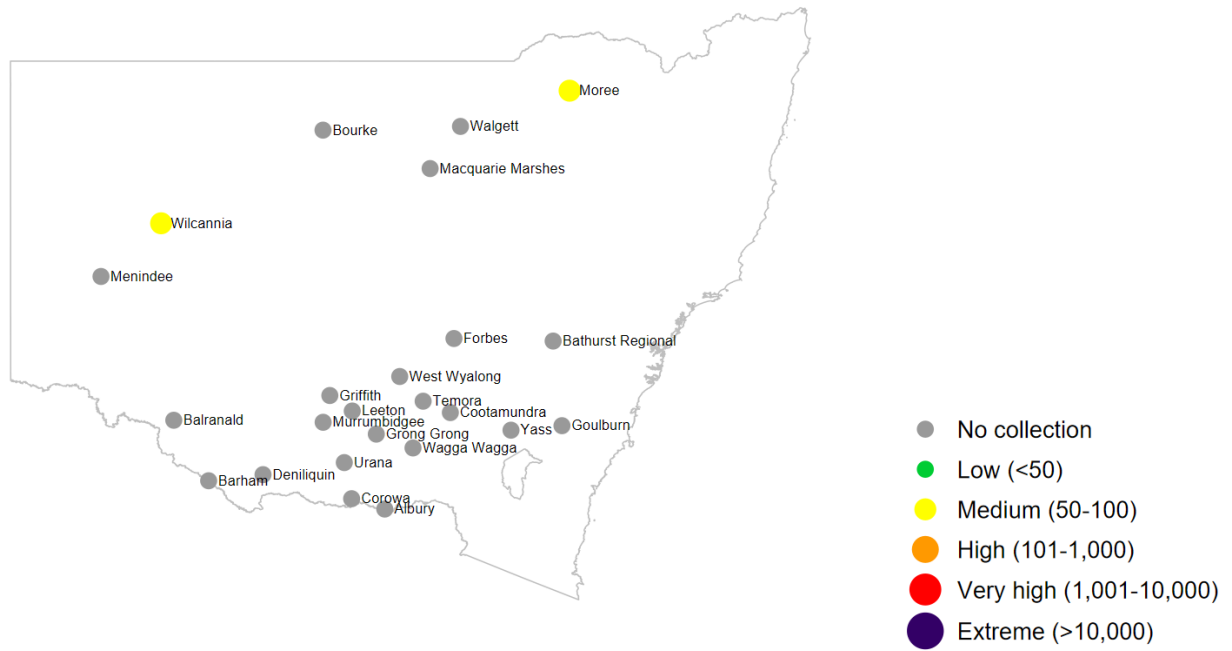 Moree
Bourke
Walgett
Macquarie Marshes
Wilcannia
Menindee
Forbes
Bathurst Regional
West Wyalong
Griffith
Temora
Leeton
Cootamundra
Balranald
Murrumbidgee
Goulburn
Yass
Grong Grong
Wagga Wagga
Urana
Deniliquin
Barham
Corowa
Albury
No collection
Low (<50)
Medium (50-100)
High (101-1,000)
Very high (1,001-10,000)
Extreme (>10,000)